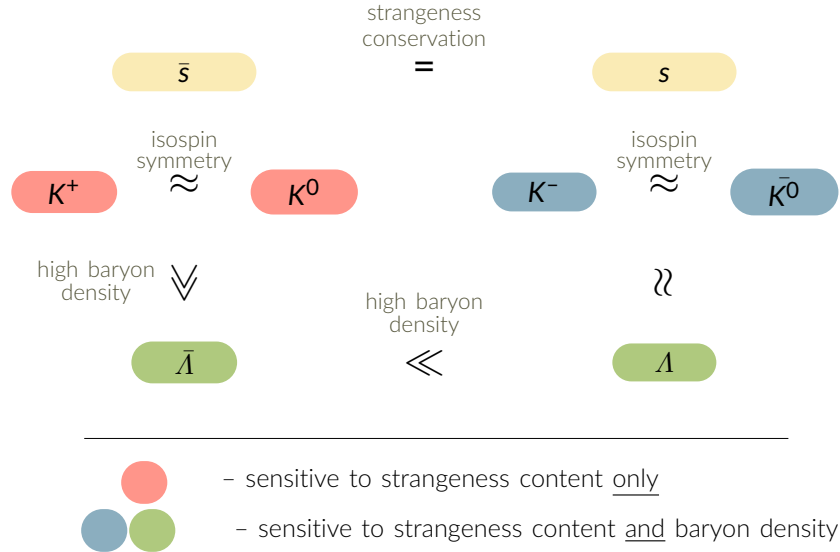 strangeness
conservation
s̄ = s
isospin
symmetry
isospin
symmetry
K⁺ ≈ K⁰
K⁻ ≈ K̄⁰
high baryon
density
≫
≈
high baryon
density
Λ̄ ≪ Λ
– sensitive to strangeness content only
– sensitive to strangeness content and baryon density